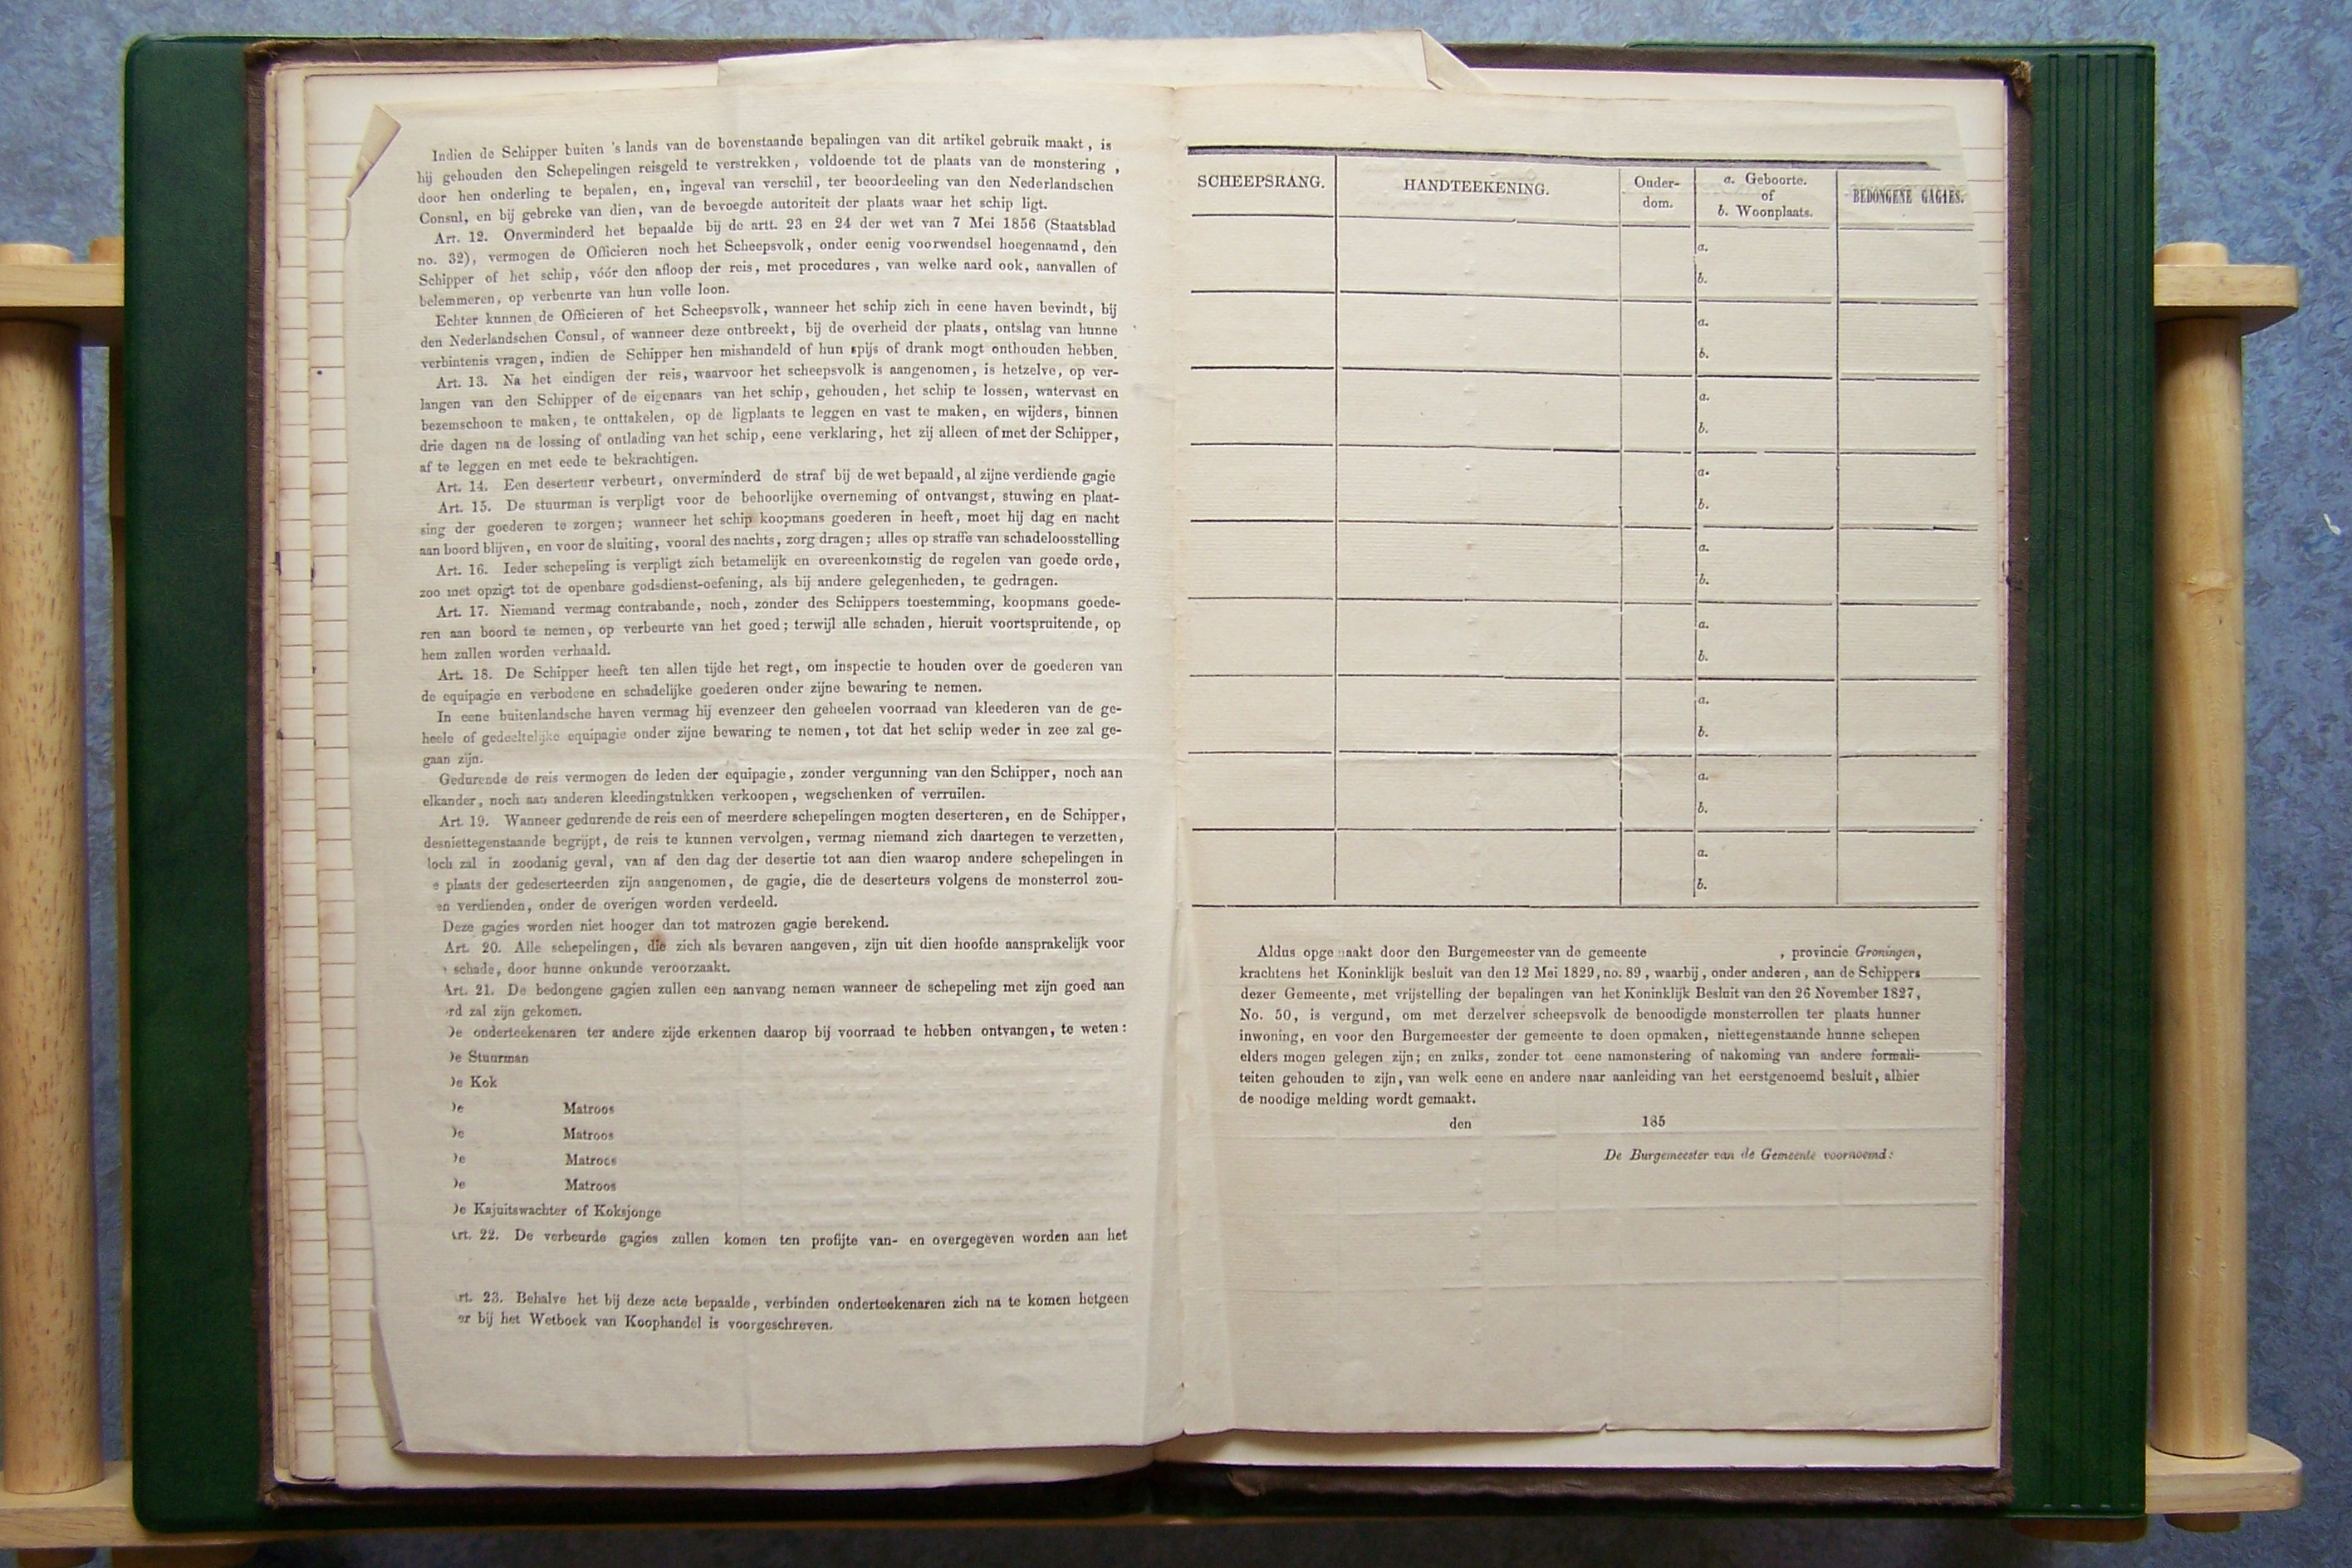 Indien de Schipper buiten 's lands van de bovenstaande bepalingen van dit artikel gebruik maakt, is
hij gehouden den Schepelingen reisgeld te verstrekken, voldoende tot de plaats van de monstering,
door hen onderling te bepalen, en, ingeval van verschil, ter beoordeeling van den Nederlandschen
Consul, en bij gebreke van dien, van de bevoegde autoriteit der plaats waar het schip ligt.
Art. 12. Onverminderd het bepaalde bij de artt. 23 en 24 der wet van 7 Mei 1856 (Staatsblad
no. 32), vermogen de Officieren noch het Scheepsvolk, onder eenig voorwendsel hoegenaamd, den
Schipper of het schip, vóór den afloop der reis, met procedures, van welke aard ook, aanvallen of
belemmeren, op verbeurte van hun volle loon.
Echter kunnen de Officieren of het Scheepsvolk, wanneer het schip zich in eene haven bevindt, bij
den Nederlandschen Consul, of wanneer deze ontbreekt, bij de overheid der plaats, ontslag van hunne
verbintenis vragen, indien de Schipper hen mishandeld of hun spijs of drank mogt onthouden hebben.
Art. 13. Na het eindigen der reis, waarvoor het scheepsvolk is aangenomen, is hetzelve, op ver-
langen van den Schipper of de eigenaars van het schip, gehouden, het schip te lossen, watervast en
bezemschoon te maken, te onttakelen, op de ligplaats te leggen en vast te maken, en wijders, binnen
drie dagen na de lossing of ontlading van het schip, eene verklaring, het zij alleen of met der Schipper,
af te leggen en met eede te bekrachtigen.
Art. 14. Een deserteur verbeurt, onverminderd de straf bij de wet bepaald, al zijne verdiende gagie
Art. 15. De stuurman is verpligt voor de behoorlijke overneming of ontvangst, stuwing en plaat-
sing der goederen te zorgen; wanneer het schip koopmans goederen in heeft, moet hij dag en nacht
aan boord blijven, en voor de sluiting, vooral des nachts, zorg dragen; alles op straffe van schadeloosstelling
Art. 16. Ieder schepeling is verpligt zich betamelijk en overeenkomstig de regelen van goede orde,
zoo met opzigt tot de openbare godsdienst-oefening, als bij andere gelegenheden, te gedragen.
Art. 17. Niemand vermag contrabande, noch, zonder des Schippers toestemming, koopmans goede-
ren aan boord te nemen, op verbeurte van het goed; terwijl alle schaden, hieruit voortspruitende, op
hem zullen worden verhaald.
Art. 18. De Schipper heeft ten allen tijde het regt, om inspectie te houden over de goederen van
de equipagie en verbodene en schadelijke goederen onder zijne bewaring te nemen.
In eene buitenlandsche haven vermag hij evenzeer den geheelen voorraad van kleederen van de ge-
heele of gedeeltelijke equipagie onder zijne bewaring te nemen, tot dat het schip weder in zee zal ge-
gaan zijn.
Gedurende de reis vermogen de leden der equipagie, zonder vergunning van den Schipper, noch aan
elkander, noch aan anderen kleedingstukken verkoopen, wegschenken of verruilen.
Art. 19. Wanneer gedurende de reis een of meerdere schepelingen mogten deserteren, en de Schipper,
desniettegenstaande begrijpt, de reis te kunnen vervolgen, vermag niemand zich daartegen te verzetten,
loch zal in zoodanig geval, van af den dag der desertie tot aan dien waarop andere schepelingen in
e plaats der gedeserteerden zijn aangenomen, de gagie, die de deserteurs volgens de monsterrol zou-
en verdienden, onder de overigen worden verdeeld.
Deze gagies worden niet hooger dan tot matrozen gagie berekend.
Art. 20. Alle schepelingen, die zich als bevaren aangeven, zijn uit dien hoofde aansprakelijk voor
schade, door hunne onkunde veroorzaakt.
Art. 21. De bedongene gagien zullen een aanvang nemen wanneer de schepeling met zijn goed aan
rd zal zijn gekomen.
De onderteekenaren ter andere zijde erkennen daarop bij voorraad te hebben ontvangen, te weten:
De Stuurman
De Kok
De Matroos
De Matroos
De Matroos
De Matroos
De Kajuitswachter of Koksjonge
Art. 22. De verbeurde gagies zullen komen ten profijte van- en overgegeven worden aan het
rt. 23. Behalve het bij deze acte bepaalde, verbinden onderteekenaren zich na te komen hetgeen
er bij het Wetboek van Koophandel is voorgeschreven.
SCHEEPSRANG. HANDTEEKENING. Ouder-
dom. a. Geboorte.
of
b. Woonplaats. BEDONGENE GAGIES.
a.
b.
a.
b.
a.
b.
a.
b.
a.
b.
a.
b.
a.
b.
a.
b.
a.
b.
Aldus opge naakt door den Burgemeester van de gemeente , provincie Groningen,
krachtens het Koninklijk besluit van den 12 Mei 1829, no. 89, waarbij, onder anderen, aan de Schippers
dezer Gemeente, met vrijstelling der bepalingen van het Koninklijk Besluit van den 26 November 1827,
No. 50, is vergund, om met derzelver scheepsvolk de benoodigde monsterrollen ter plaats hunner
inwoning, en voor den Burgemeester der gemeente te doen opmaken, niettegenstaande hunne schepen
elders mogen gelegen zijn; en zulks, zonder tot eene namonstering of nakoming van andere formali-
teiten gehouden te zijn, van welk eene en andere naar aanleiding van het eerstgenoemd besluit, alhier
de noodige melding wordt gemaakt.
den 185
De Burgemeester van de Gemeente voornoemd: